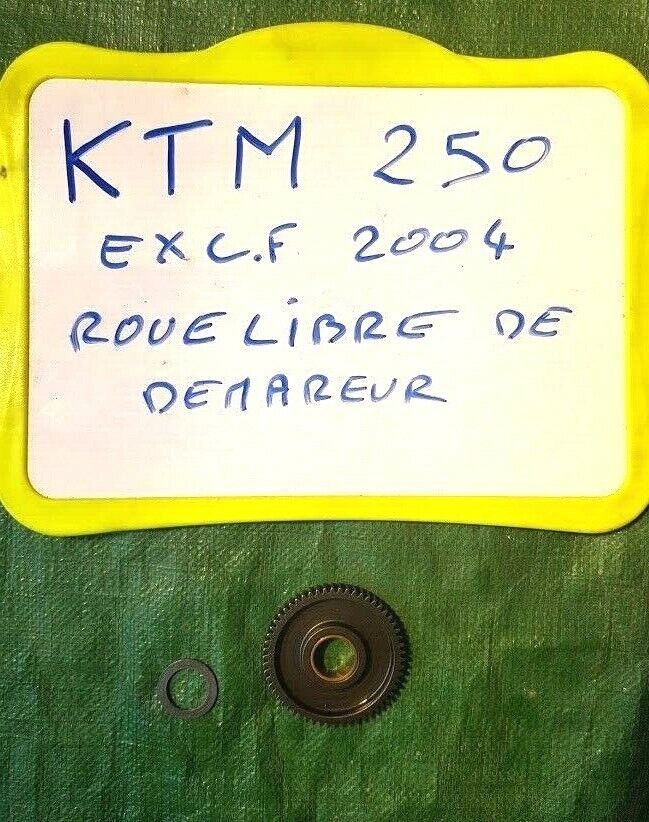 KTM 250
EXC.F 2004
ROUE LiBRE DE
DEMAREUR